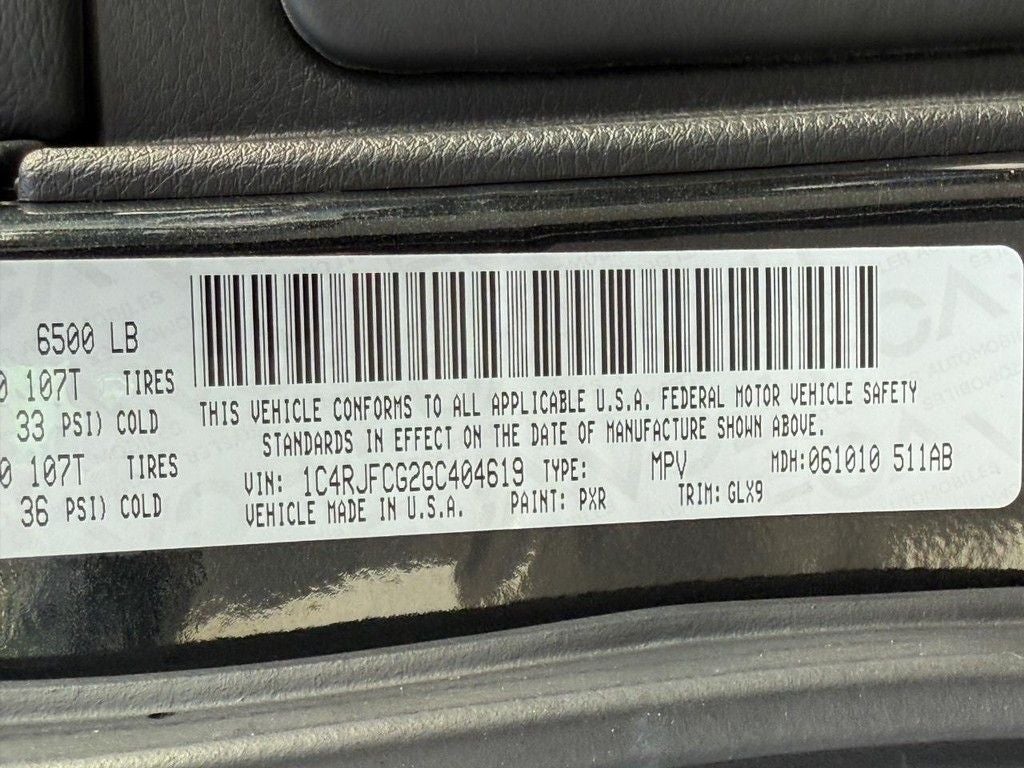 6500 LB
0 107T TIRES
33 PSI) COLD
0 107T TIRES
36 PSI) COLD
THIS VEHICLE CONFORMS TO ALL APPLICABLE U.S.A. FEDERAL MOTOR VEHICLE SAFETY
STANDARDS IN EFFECT ON THE DATE OF MANUFACTURE SHOWN ABOVE.
VIN: 1C4RJFCG2GC404619 TYPE: MPV MDH:061010 511AB
VEHICLE MADE IN U.S.A. PAINT: PXR TRIM: GLX9